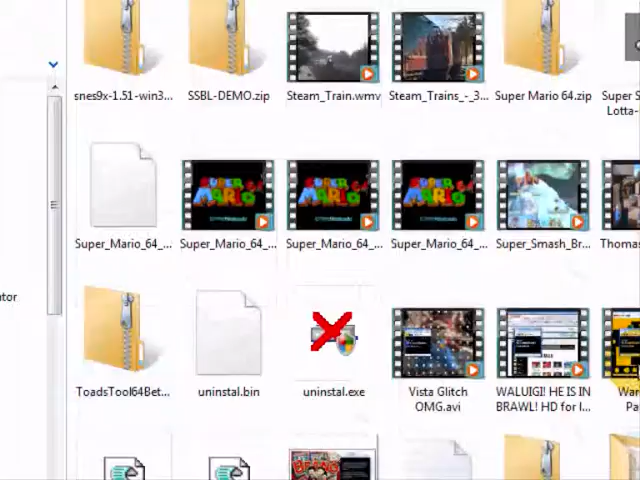 snes9x-1.51-win3...
SSBL-DEMO.zip
Steam_Train.wmv
Steam_Trains_-_3...
Super Mario 64.zip
Super S
Lotta-
Super_Mario_64_...
Super_Mario_64_...
Super_Mario_64_...
Super_Mario_64_...
Super_Smash_Br...
Thomas
ator
ToadsTool64Bet...
uninstal.bin
uninstal.exe
Vista Glitch
OMG.avi
WALUIGI! HE IS IN
BRAWL! HD for I...
War
Pa